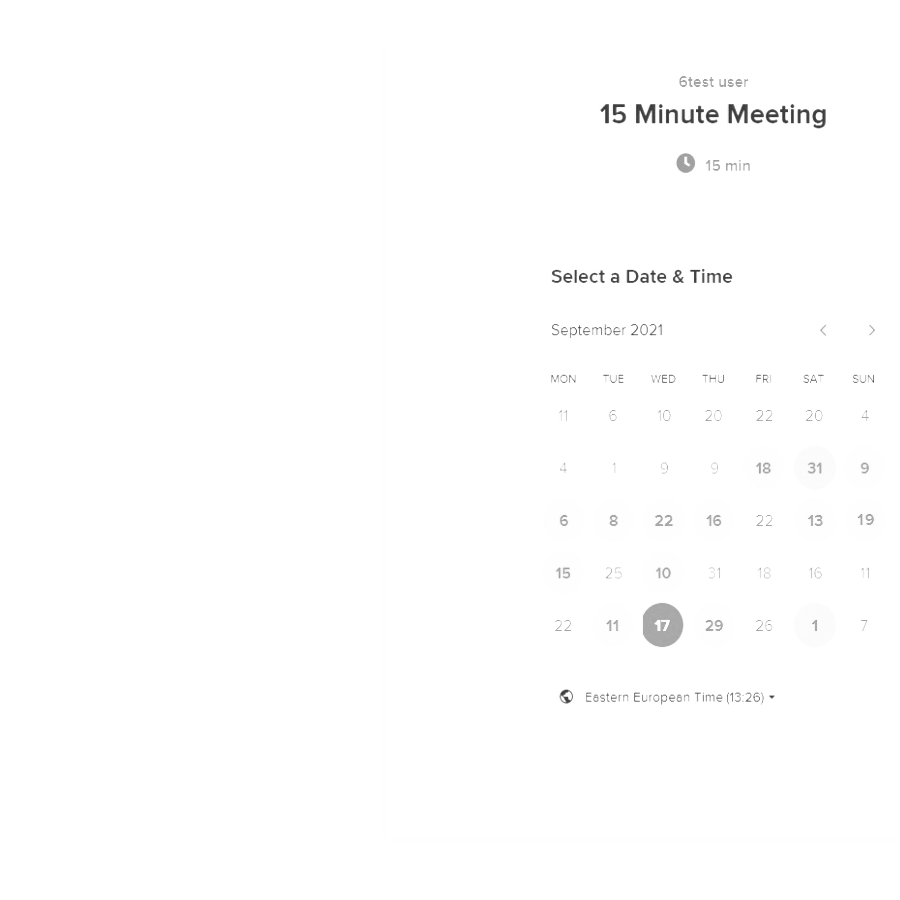 6test user
15 Minute Meeting
15 min
Select a Date & Time
September 2021
MON TUE WED THU FRI SAT SUN
11 6 10 20 22 20 4
4 1 9 9 18 31 9
6 8 22 16 22 13 19
15 25 10 31 18 16 11
22 11 17 29 26 1 7
Eastern European Time (13:26)